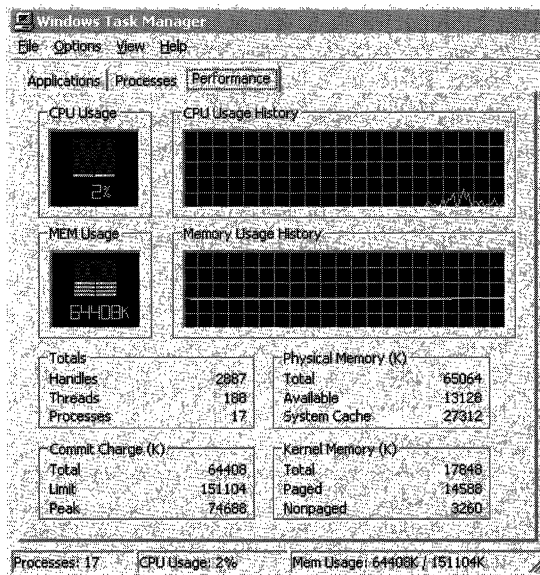 Windows Task Manager
File Options View Help
Applications Processes Performance
CPU Usage CPU Usage History
2%
MEM Usage Memory Usage History
64408K
Totals Physical Memory (K)
Handles 2887 Total 65064
Threads 188 Available 13128
Processes 17 System Cache 27312
Commit Charge (K) Kernel Memory (K)
Total 64408 Total 17848
Limit 151104 Paged 14588
Peak 74688 Nonpaged 3260
Processes: 17 CPU Usage: 2% Mem Usage: 64408K / 151104K